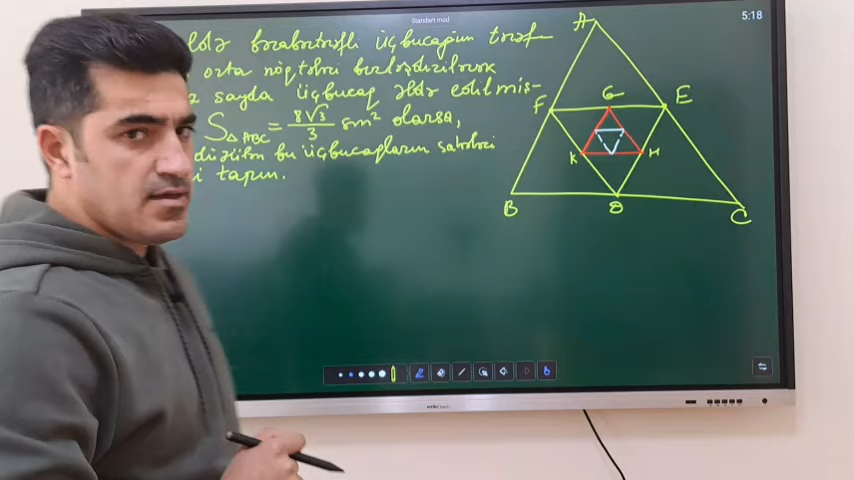 Standart mod
5:18
bərabərtərəfli üçbucağın tərəf-
orta nöqtələri birləşdirilərək
sayda üçbucaq əldə edilmiş-
S△ABC = 8√3/3 sm² olarsa,
bu üçbucaqların sahələri
tapın.
A
F
G
E
K
H
B
D
C